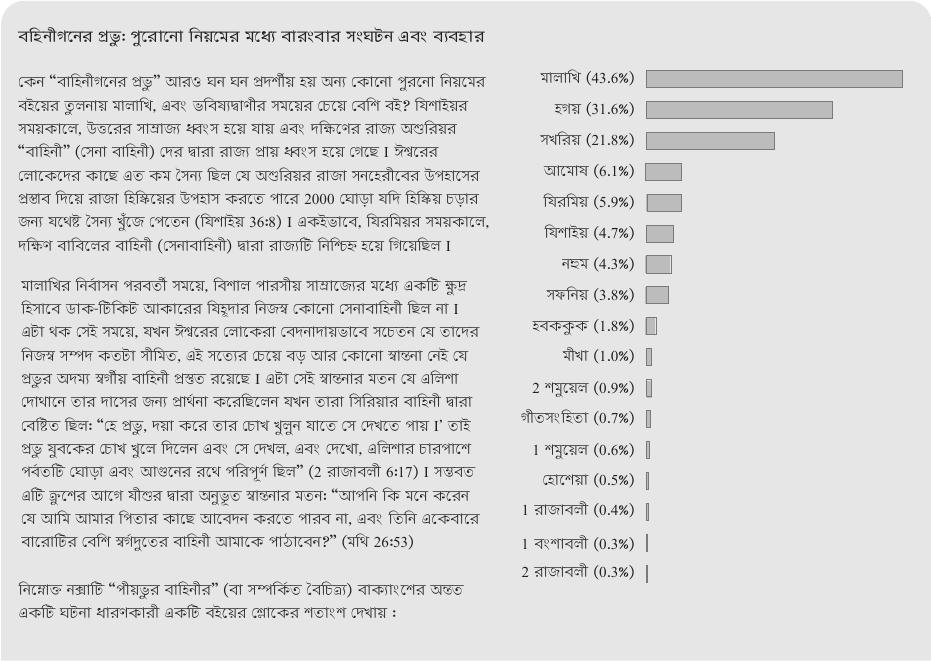 বহিনীগনের প্রভু: পুরোনো নিয়মের মধ্যে বারংবার সংঘটন এবং ব্যবহার
কেন “বাহিনীগনের প্রভু” আরও ঘন ঘন প্রদর্শীয় হয় অন্য কোনো পুরনো নিয়মের
বইয়ের তুলনায় মালাখি, এবং ভবিষ্যদ্বাণীর সময়ের চেয়ে বেশি বই? যিশাইয়র
সময়কালে, উত্তরের সাম্রাজ্য ধ্বংস হয়ে যায় এবং দক্ষিণের রাজ্য অশুরিয়র
“বাহিনী” (সেনা বাহিনী) দের দ্বারা রাজ্য প্রায় ধ্বংস হয়ে গেছে I ঈশ্বরের
লোকেদের কাছে এত কম সৈন্য ছিল যে অশুরিয়র রাজা সনহেরীবের উপহাসের
প্রস্তাব দিয়ে রাজা হিস্কিয়ের উপহাস করতে পারে 2000 ঘোড়া যদি হিস্কিয় চড়ার
জন্য যথেষ্ট সৈন্য খুঁজে পেতেন (যিশাইয় 36:8) I একইভাবে, যিরমিয়র সময়কালে,
দক্ষিণ বাবিলের বাহিনী (সেনাবাহিনী) দ্বারা রাজ্যটি নিশ্চিহ্ন হয়ে গিয়েছিল I
মালাখির নির্বাসন পরবর্তী সময়ে, বিশাল পারসীয় সাম্রাজ্যের মধ্যে একটি ক্ষুদ্র
হিসাবে ডাক-টিকিট আকারের যিহূদার নিজস্ব কোনো সেনাবাহিনী ছিল না I
এটা থক সেই সময়ে, যখন ঈশ্বরের লোকেরা বেদনাদায়ভাবে সচেতন যে তাদের
নিজস্ব সম্পদ কতটা সীমিত, এই সত্যের চেয়ে বড় আর কোনো স্বান্তনা নেই যে
প্রভুর অদম্য স্বর্গীয় বাহিনী প্রস্তুত রয়েছে I এটা সেই স্বান্তনার মতন যে এলিশা
দোথানে তার দাসের জন্য প্রার্থনা করেছিলেন যখন তারা সিরিয়ার বাহিনী দ্বারা
বেষ্টিত ছিল: “হে প্রভু, দয়া করে তার চোখ খুলুন যাতে সে দেখতে পায় I’ তাই
প্রভু যুবকের চোখ খুলে দিলেন এবং সে দেখল, এবং দেখো, এলিশার চারপাশে
পর্বতটি ঘোড়া এবং আগুনের রথে পরিপূর্ণ ছিল” (2 রাজাবলী 6:17) I সম্ভবত
এটি ক্রুশের আগে যীশুর দ্বারা অনুভূত স্বান্তনার মতন: “আপনি কি মনে করেন
যে আমি আমার পিতার কাছে আবেদন করতে পারব না, এবং তিনি একেবারে
বারোটির বেশি স্বর্গদূতের বাহিনী আমাকে পাঠাবেন?” (মথি 26:53)
নিম্নোক্ত নক্সাটি “পীয়ভুর বাহিনীর” (বা সম্পর্কিত বৈচিত্র্য) বাক্যাংশের অন্তত
একটি ঘটনা ধারণকারী একটি বইয়ের শ্লোকের শতাংশ দেখায় :
মালাখি (43.6%)
হগয় (31.6%)
সখরিয় (21.8%)
আমোষ (6.1%)
যিরমিয় (5.9%)
যিশাইয় (4.7%)
নহুম (4.3%)
সফনিয় (3.8%)
হবককুক (1.8%)
মীখা (1.0%)
2 শমুয়েল (0.9%)
গীতসংহিতা (0.7%)
1 শমুয়েল (0.6%)
হোশেয়া (0.5%)
1 রাজাবলী (0.4%)
1 বংশাবলী (0.3%)
2 রাজাবলী (0.3%)